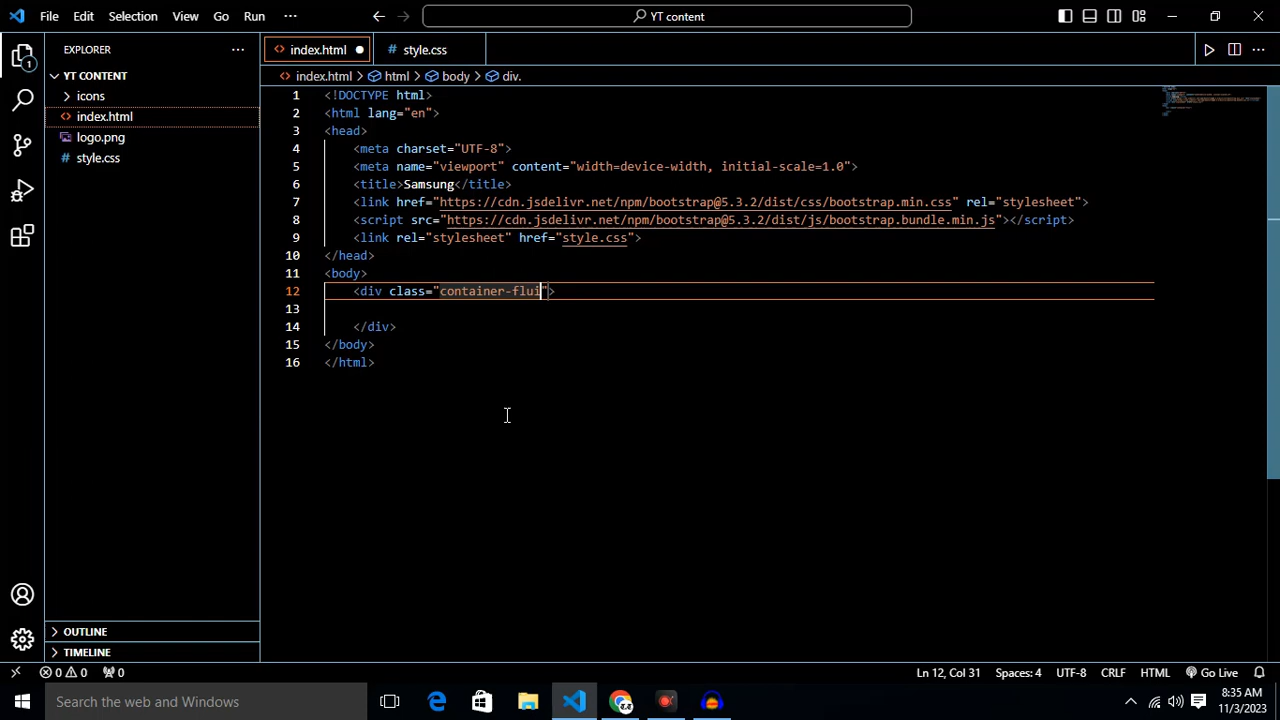 File Edit Selection View Go Run ···
YT content
EXPLORER ···
index.html
style.css
1
YT CONTENT
icons
index.html
logo.png
style.css
index.html > html > body > div.
1 <!DOCTYPE html>
2 <html lang="en">
3 <head>
4 <meta charset="UTF-8">
5 <meta name="viewport" content="width=device-width, initial-scale=1.0">
6 <title>Samsung</title>
7 <link href="https://cdn.jsdelivr.net/npm/bootstrap@5.3.2/dist/css/bootstrap.min.css" rel="stylesheet">
8 <script src="https://cdn.jsdelivr.net/npm/bootstrap@5.3.2/dist/js/bootstrap.bundle.min.js"></script>
9 <link rel="stylesheet" href="style.css">
10 </head>
11 <body>
12 <div class="container-flui">
13
14 </div>
15 </body>
16 </html>
OUTLINE
TIMELINE
0 0 0
Ln 12, Col 31 Spaces: 4 UTF-8 CRLF HTML Go Live
Search the web and Windows
8:35 AM
11/3/2023